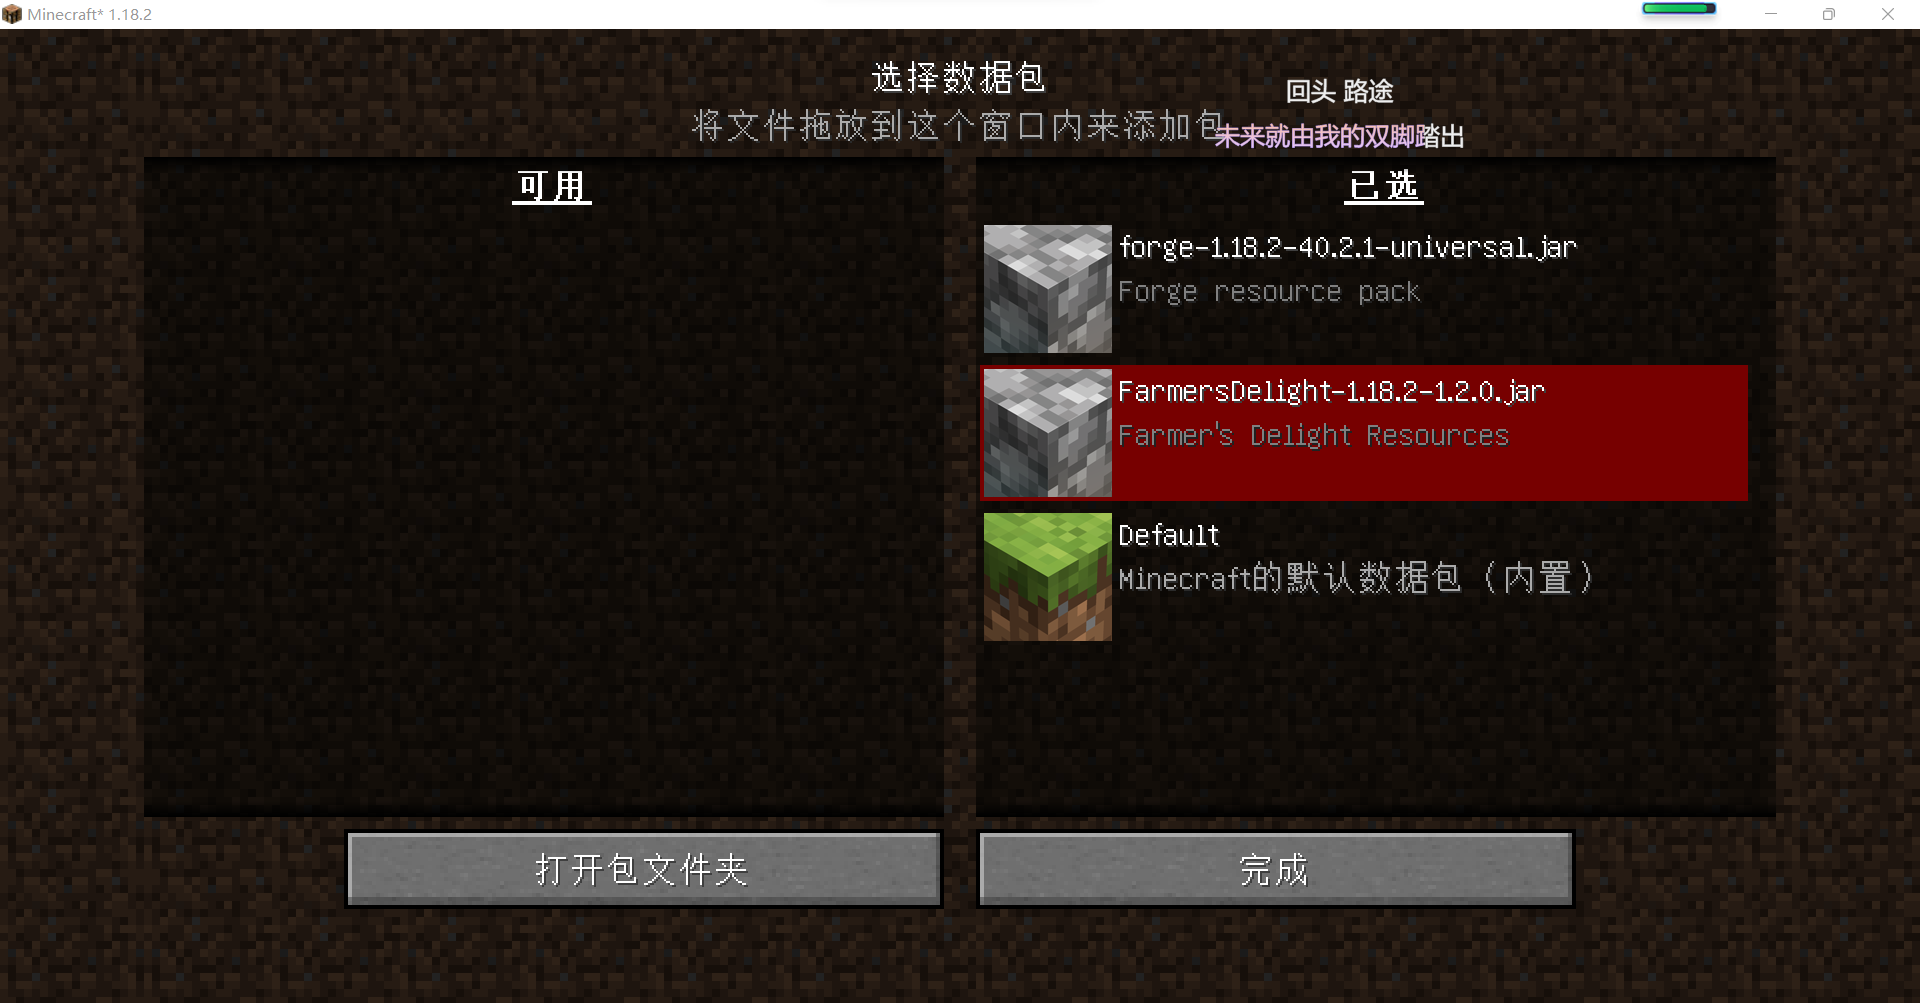 Minecraft* 1.18.2
选择数据包
回头 路途
将文件拖放到这个窗口内来添加包
未来就由我的双脚踏出
可用
已选
forge-1.18.2-40.2.1-universal.jar
Forge resource pack
FarmersDelight-1.18.2-1.2.0.jar
Farmer's Delight Resources
Default
Minecraft的默认数据包（内置）
打开包文件夹
完成